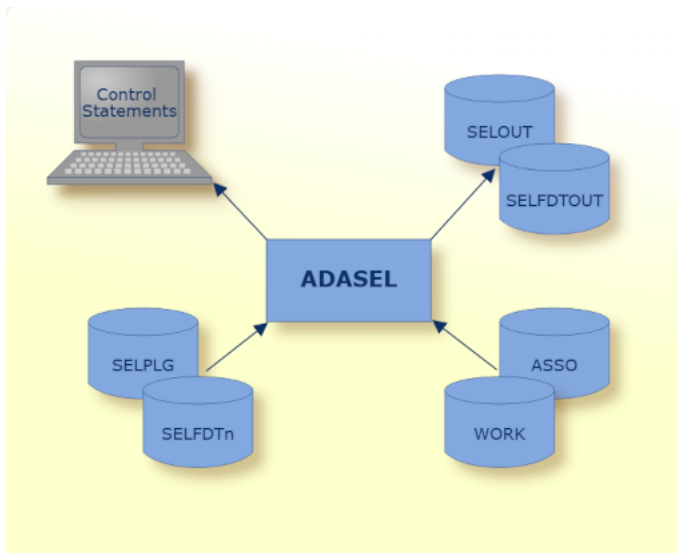 Control
Statements
SELOUT
SELFDTOUT
ADASEL
SELPLG
SELFDTn
ASSO
WORK